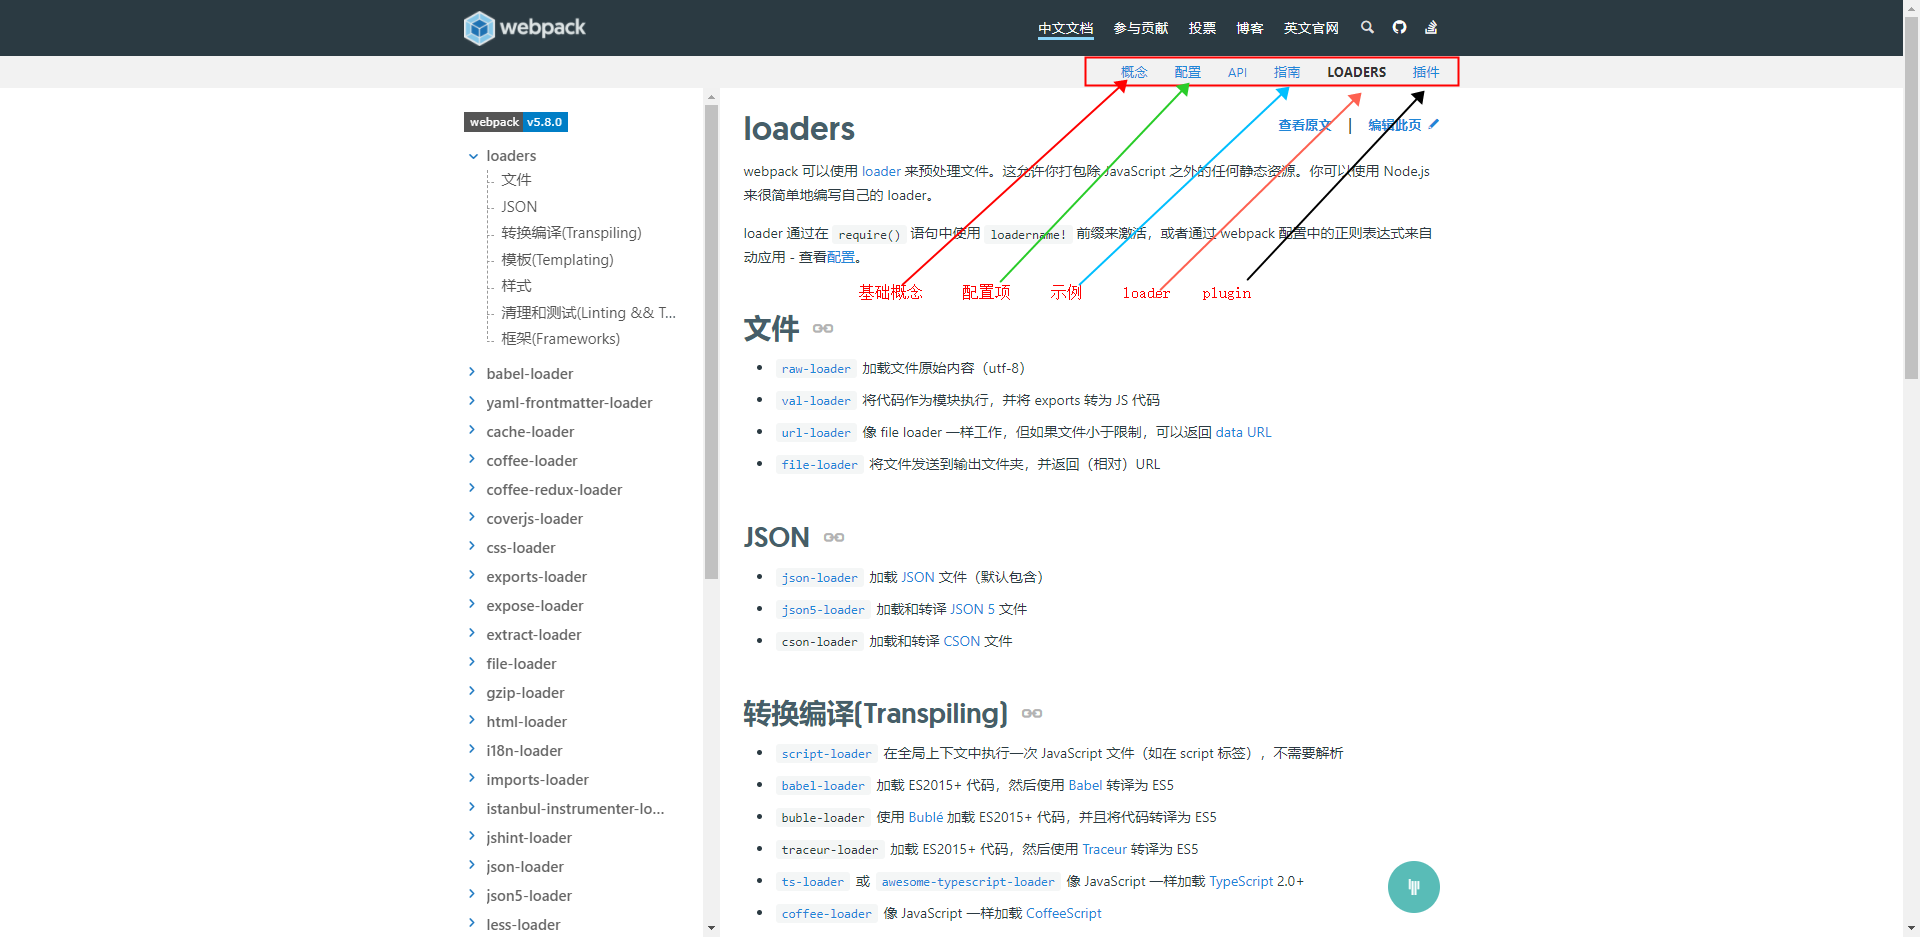 webpack
中文文档 参与贡献 投票 博客 英文官网
概念 配置 API 指南 LOADERS 插件
webpack v5.8.0
loaders
文件
JSON
转换编译(Transpiling)
模板(Templating)
样式
清理和测试(Linting && T...
框架(Frameworks)
babel-loader
yaml-frontmatter-loader
cache-loader
coffee-loader
coffee-redux-loader
coverjs-loader
css-loader
exports-loader
expose-loader
extract-loader
file-loader
gzip-loader
html-loader
i18n-loader
imports-loader
istanbul-instrumenter-lo...
jshint-loader
json-loader
json5-loader
less-loader
loaders
查看原文 | 编辑此页
webpack 可以使用 loader 来预处理文件。这允许你打包除 JavaScript 之外的任何静态资源。你可以使用 Node.js
来很简单地编写自己的 loader。
loader 通过在 require() 语句中使用 loadername! 前缀来激活，或者通过 webpack 配置中的正则表达式来自
动应用 - 查看配置。
基础概念 配置项 示例 loader plugin
文件
raw-loader 加载文件原始内容（utf-8）
val-loader 将代码作为模块执行，并将 exports 转为 JS 代码
url-loader 像 file loader 一样工作，但如果文件小于限制，可以返回 data URL
file-loader 将文件发送到输出文件夹，并返回（相对）URL
JSON
json-loader 加载 JSON 文件（默认包含）
json5-loader 加载和转译 JSON 5 文件
cson-loader 加载和转译 CSON 文件
转换编译(Transpiling)
script-loader 在全局上下文中执行一次 JavaScript 文件（如在 script 标签），不需要解析
babel-loader 加载 ES2015+ 代码，然后使用 Babel 转译为 ES5
buble-loader 使用 Bublé 加载 ES2015+ 代码，并且将代码转译为 ES5
traceur-loader 加载 ES2015+ 代码，然后使用 Traceur 转译为 ES5
ts-loader 或 awesome-typescript-loader 像 JavaScript 一样加载 TypeScript 2.0+
coffee-loader 像 JavaScript 一样加载 CoffeeScript